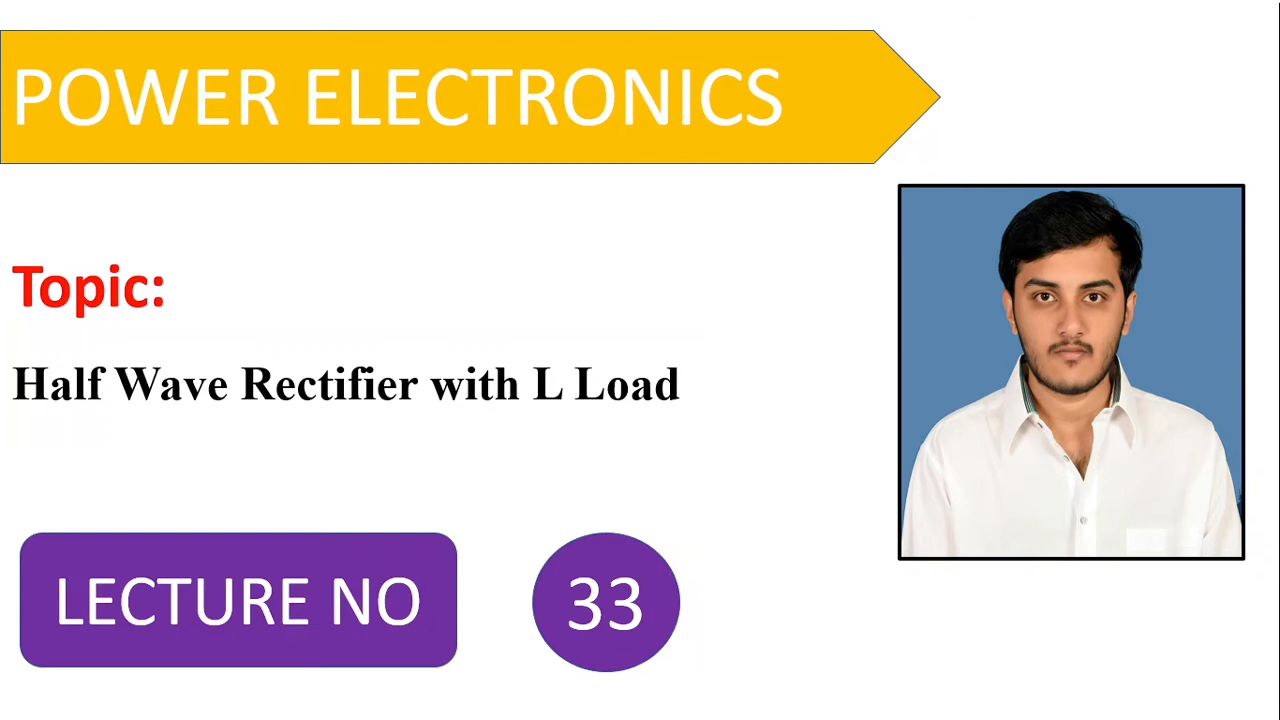 POWER ELECTRONICS
Topic:
Half Wave Rectifier with L Load
LECTURE NO 33